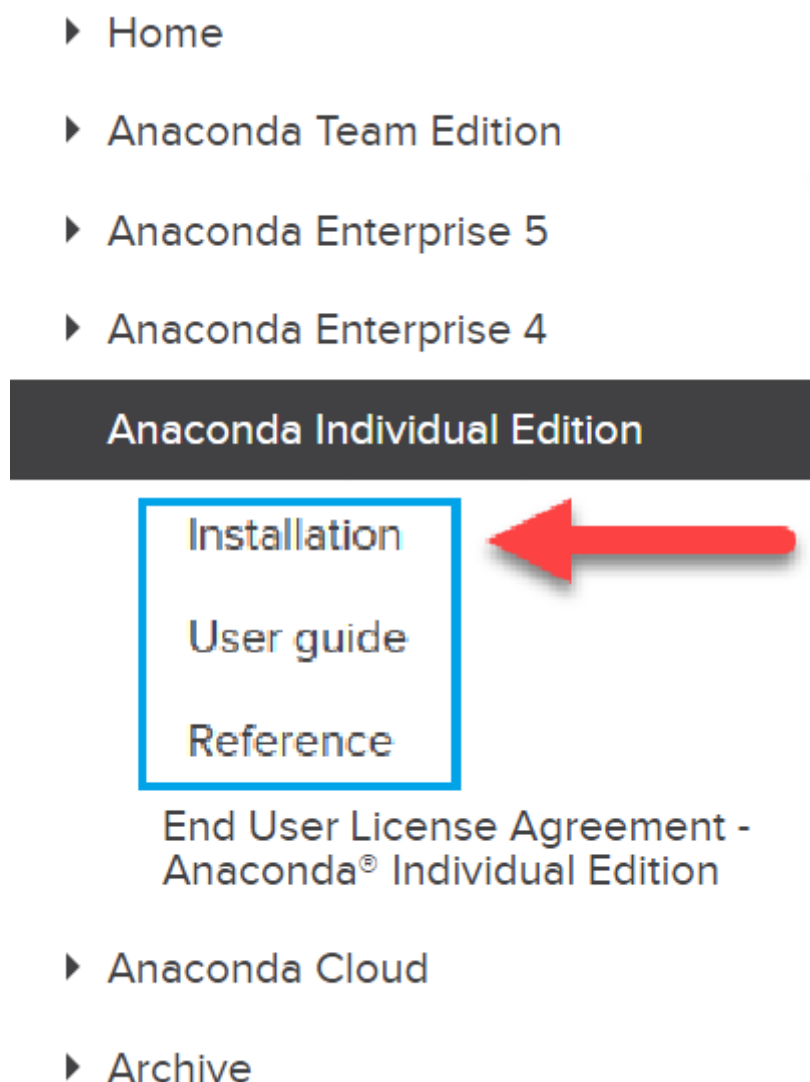 Home
Anaconda Team Edition
Anaconda Enterprise 5
Anaconda Enterprise 4
Anaconda Individual Edition
Installation
User guide
Reference
End User License Agreement -
Anaconda® Individual Edition
Anaconda Cloud
Archive